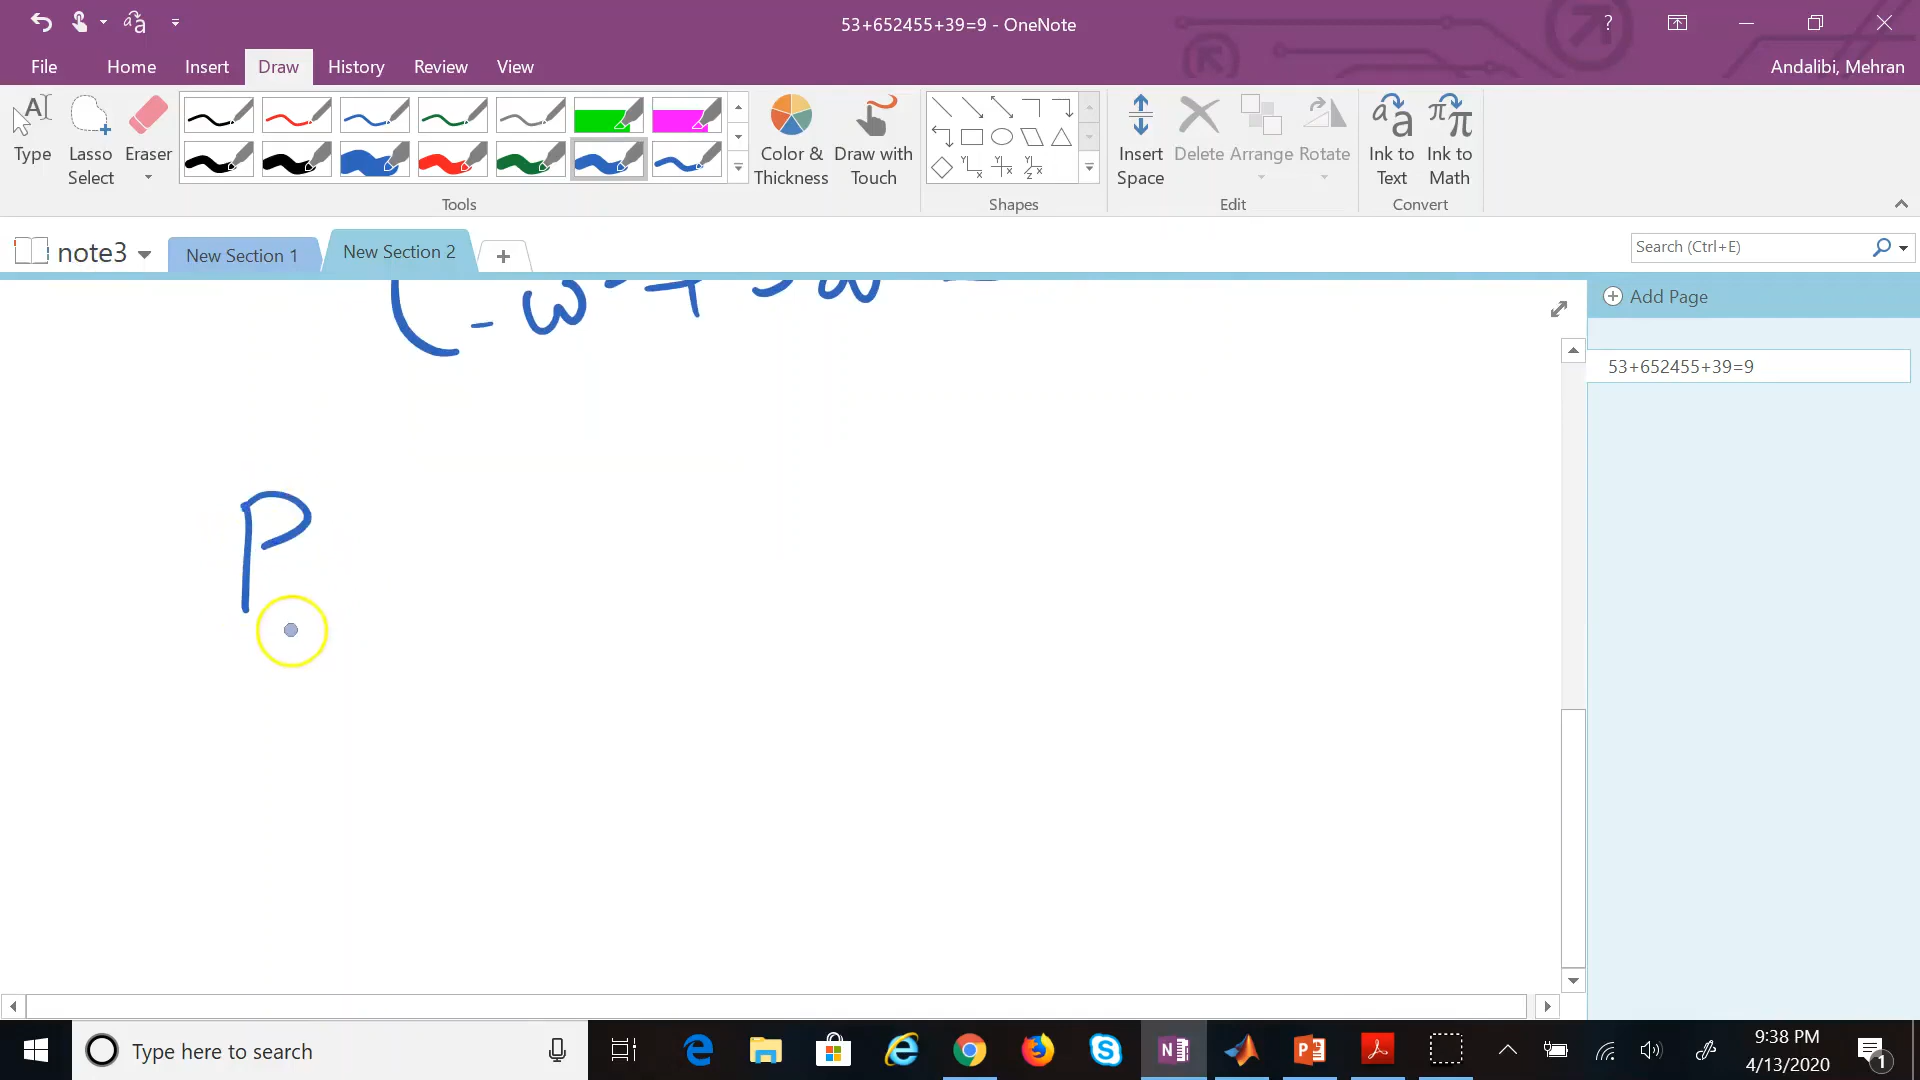 53+652455+39=9 - OneNote
?
File Home Insert Draw History Review View
Andalibi, Mehran
Type
Lasso Select
Eraser
Color & Thickness
Draw with Touch
Insert Space
Delete
Arrange
Rotate
Ink to Text
Ink to Math
Tools
Shapes
Edit
Convert
note3
New Section 1
New Section 2
Search (Ctrl+E)
Add Page
53+652455+39=9
P
Type here to search
9:38 PM
4/13/2020
1